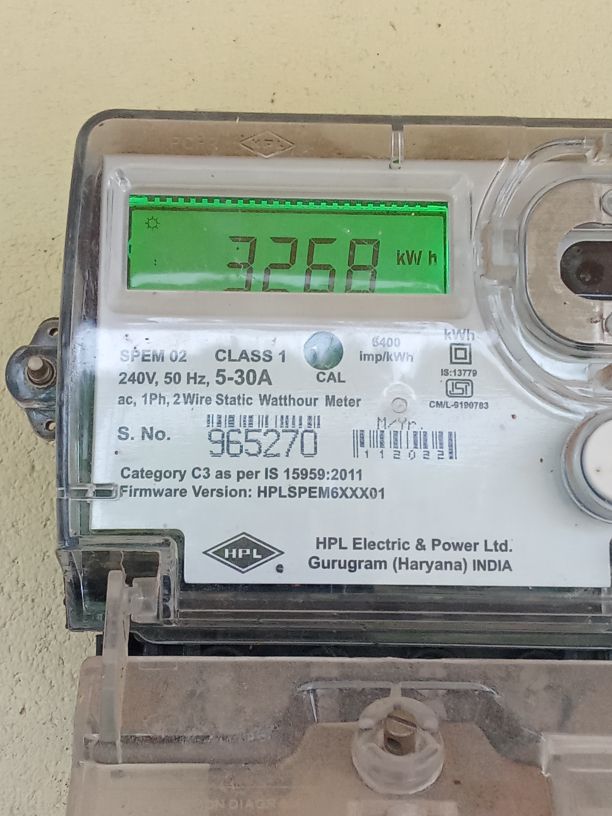 3268 kWh
SPEM 02 CLASS 1
CAL
6400
imp/kWh
kWh
IS:13779
ISI
CM/L-9190783
240V, 50 Hz, 5-30A
ac, 1Ph, 2 Wire Static Watthour Meter
S. No. 965270
M/Yr.
112022
Category C3 as per IS 15959:2011
Firmware Version: HPLSPEM6XXX01
HPL
HPL Electric & Power Ltd.
Gurugram (Haryana) INDIA